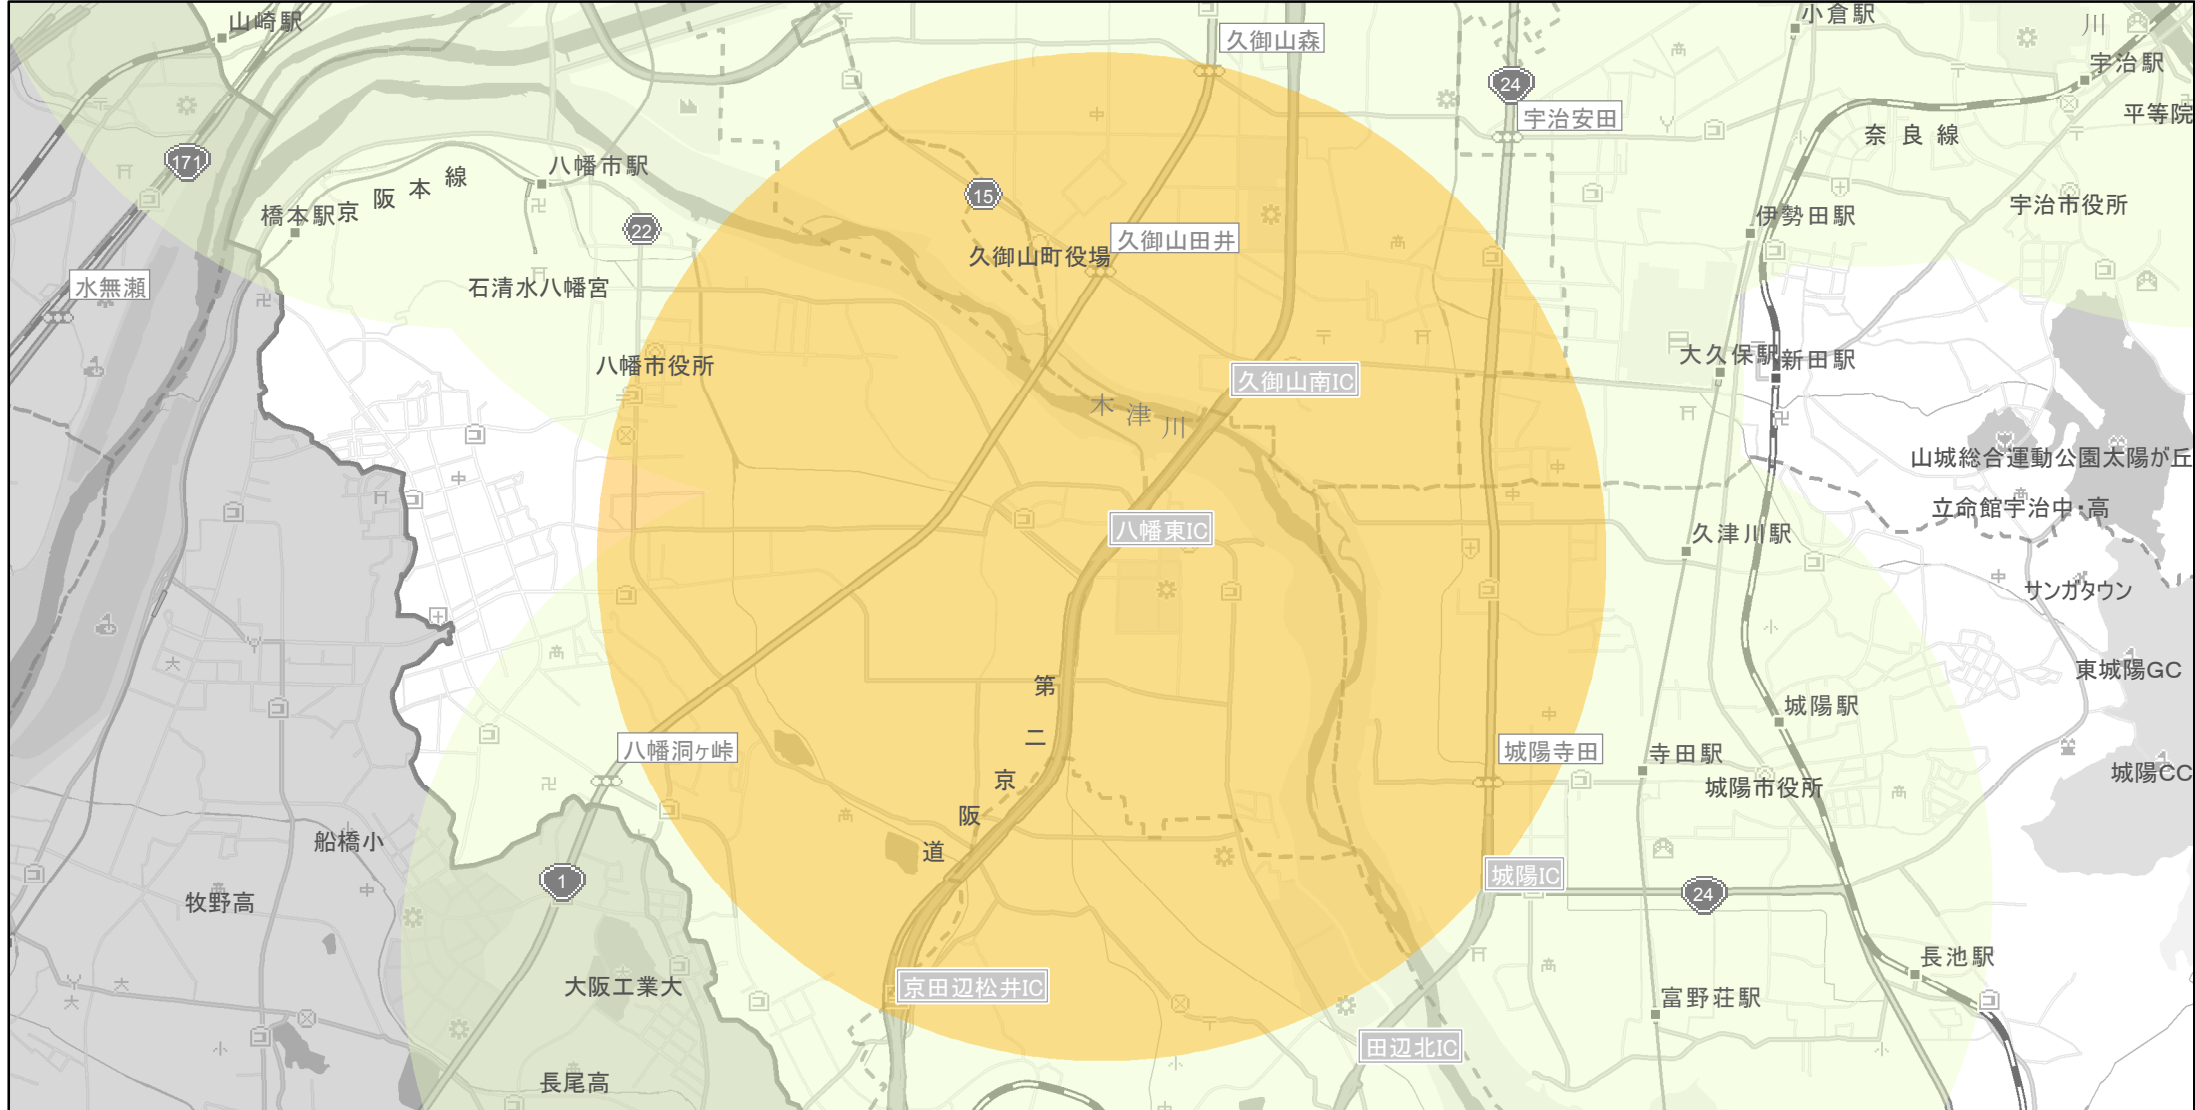 山崎駅
久御山森
小倉駅
川
宇治駅
24
宇治安田
平等院
奈良線
171
八幡市駅
京阪本線
橋本駅
15
22
宇治市役所
伊勢田駅
久御山田井
久御山町役場
水無瀬
石清水八幡宮
八幡市役所
大久保駅
新田駅
久御山南IC
木津川
山城総合運動公園太陽が丘
立命館宇治中・高
八幡東IC
久津川駅
サンガタウン
東城陽GC
第二京阪道
城陽駅
八幡洞ヶ峠
城陽寺田
寺田駅
城陽市役所
城陽CC
船橋小
1
城陽IC
24
牧野高
長池駅
大阪工業大
京田辺松井IC
富野荘駅
田辺北IC
長尾高